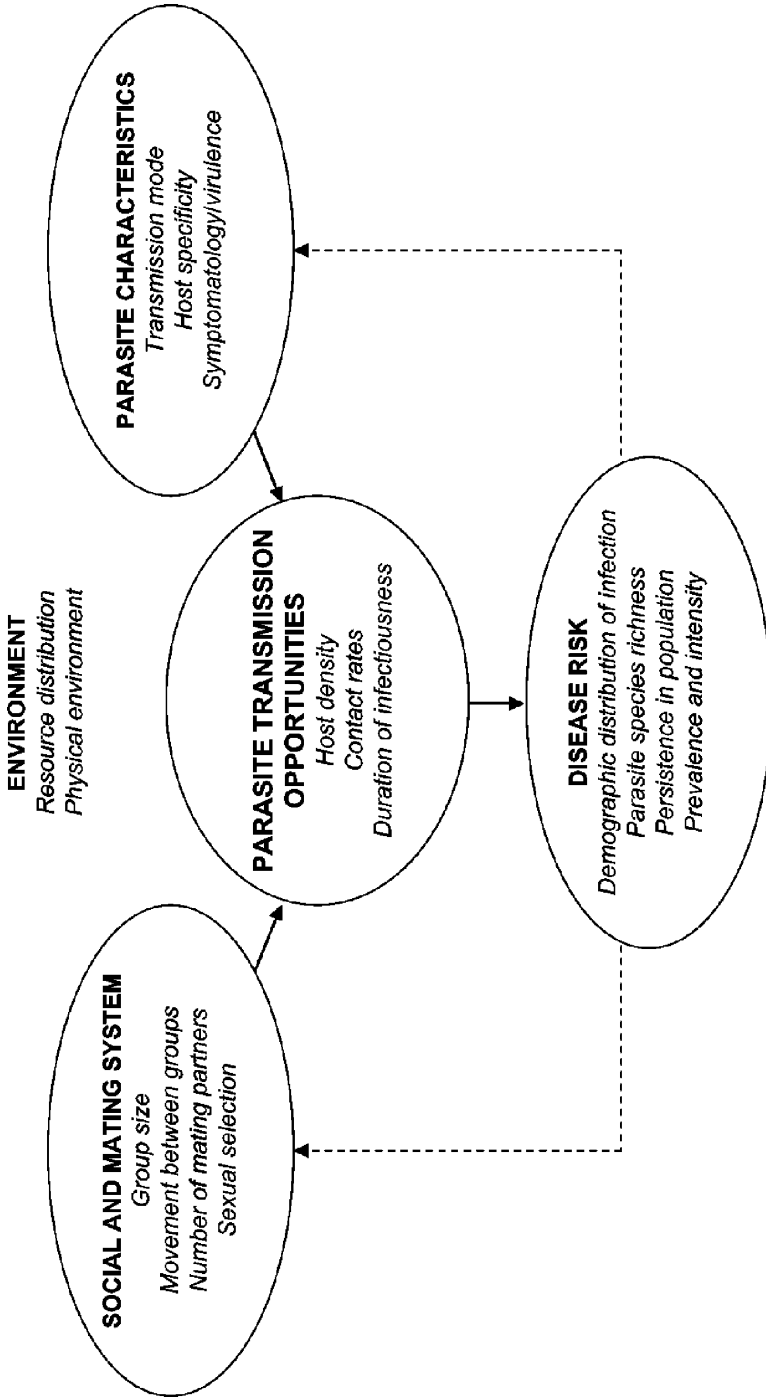 ENVIRONMENT
Resource distribution
Physical environment
SOCIAL AND MATING SYSTEM
Group size
Movement between groups
Number of mating partners
Sexual selection
PARASITE CHARACTERISTICS
Transmission mode
Host specificity
Symptomatology/virulence
PARASITE TRANSMISSION
OPPORTUNITIES
Host density
Contact rates
Duration of infectiousness
DISEASE RISK
Demographic distribution of infection
Parasite species richness
Persistence in population
Prevalence and intensity